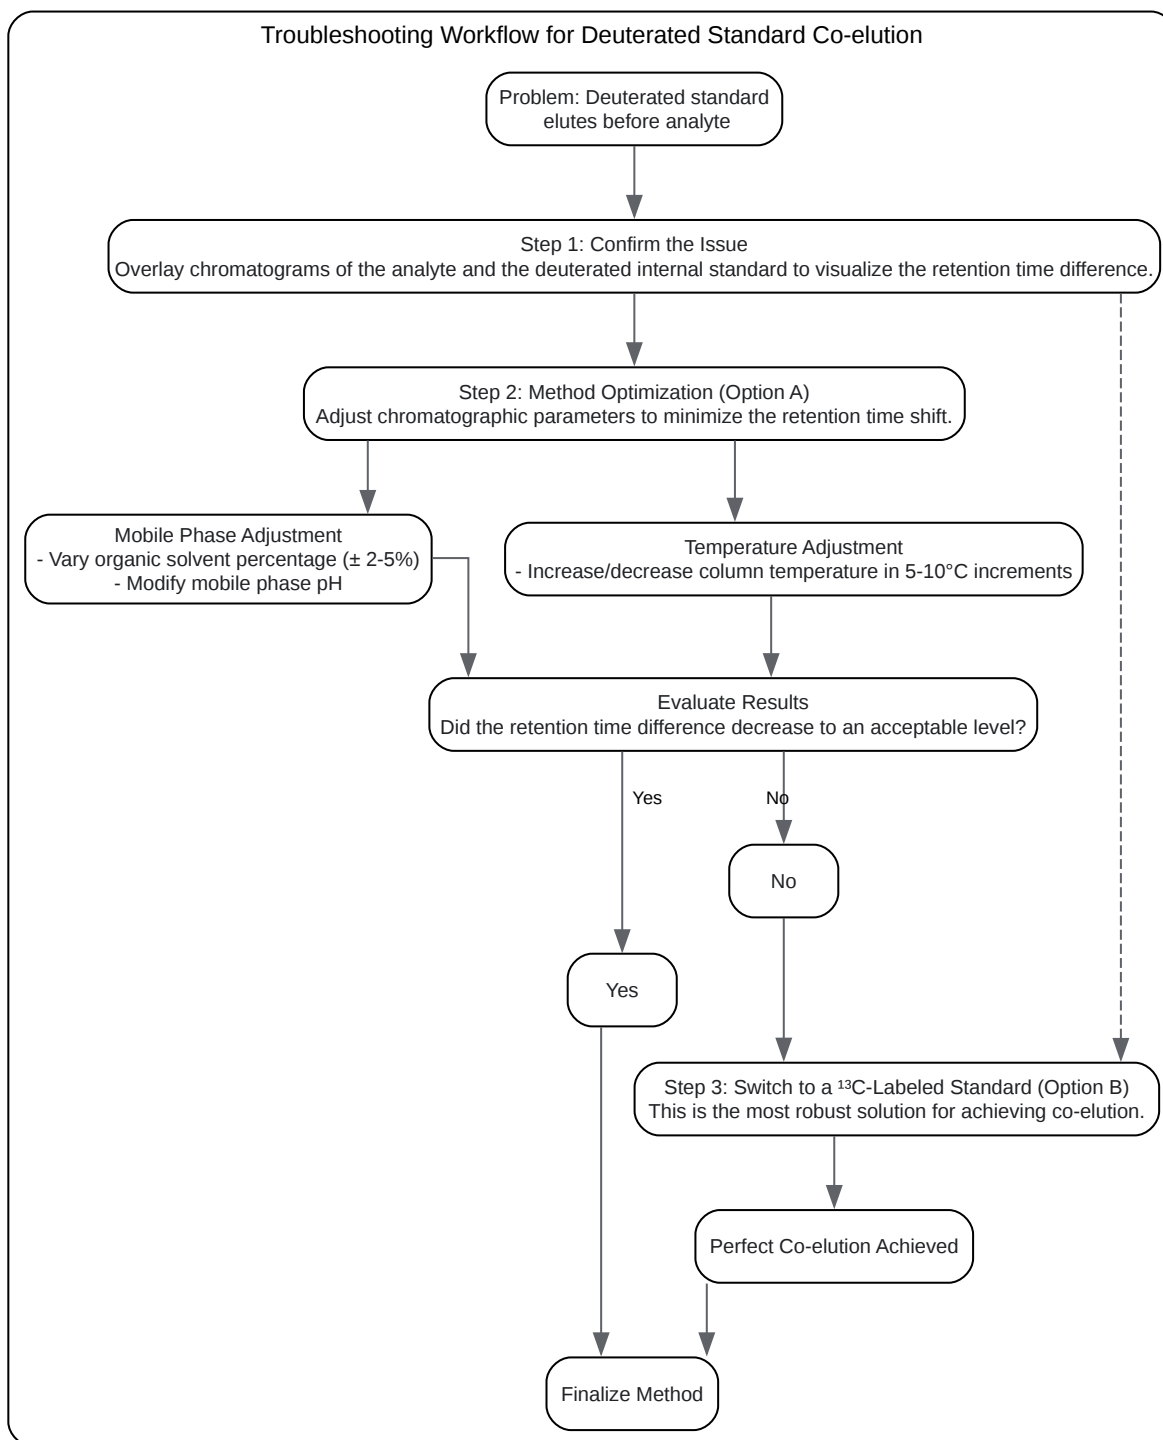 Troubleshooting Workflow for Deuterated Standard Co-elution
Problem: Deuterated standard
elutes before analyte
Step 1: Confirm the Issue
Overlay chromatograms of the analyte and the deuterated internal standard to visualize the retention time difference.
Step 2: Method Optimization (Option A)
Adjust chromatographic parameters to minimize the retention time shift.
Mobile Phase Adjustment
- Vary organic solvent percentage (± 2-5%)
- Modify mobile phase pH
Temperature Adjustment
- Increase/decrease column temperature in 5-10°C increments
Evaluate Results
Did the retention time difference decrease to an acceptable level?
Yes
No
No
Yes
Step 3: Switch to a ¹³C-Labeled Standard (Option B)
This is the most robust solution for achieving co-elution.
Perfect Co-elution Achieved
Finalize Method